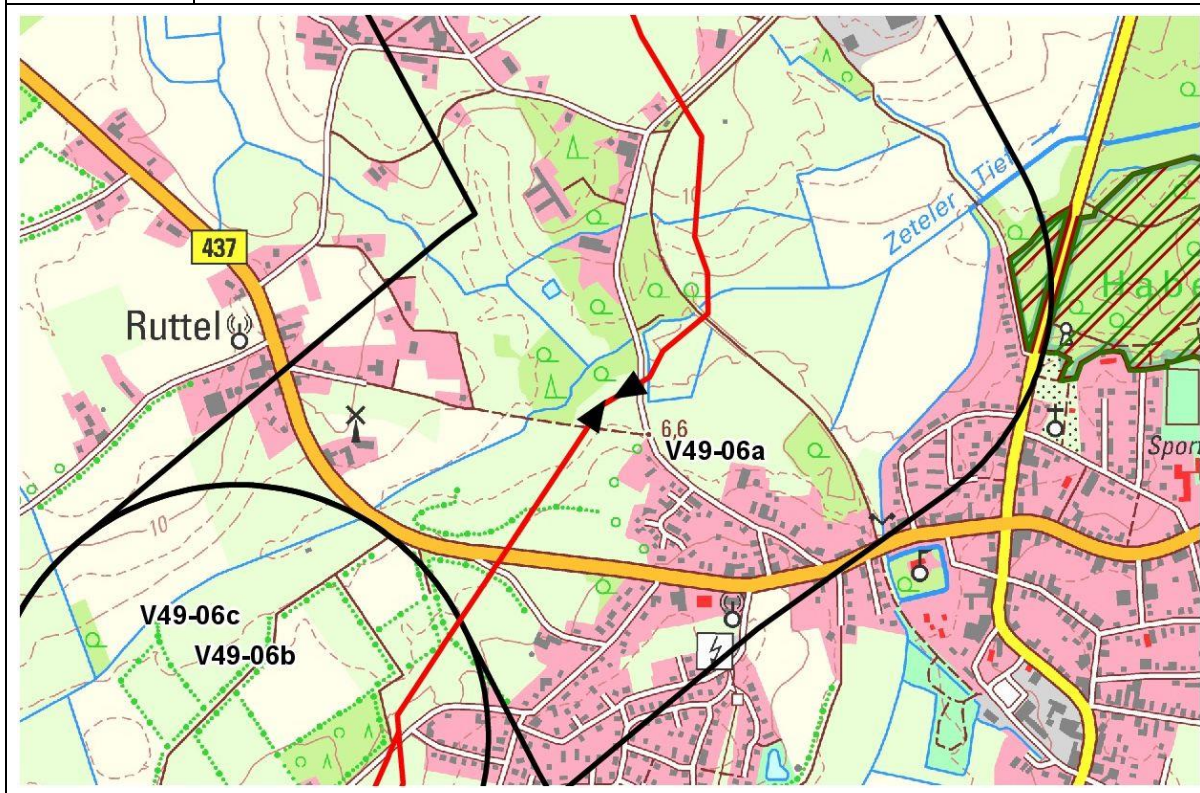 10
Zeteler Tief
437
Habe
Ruttel
6,6
V49-06a
Sport
10
V49-06c
V49-06b